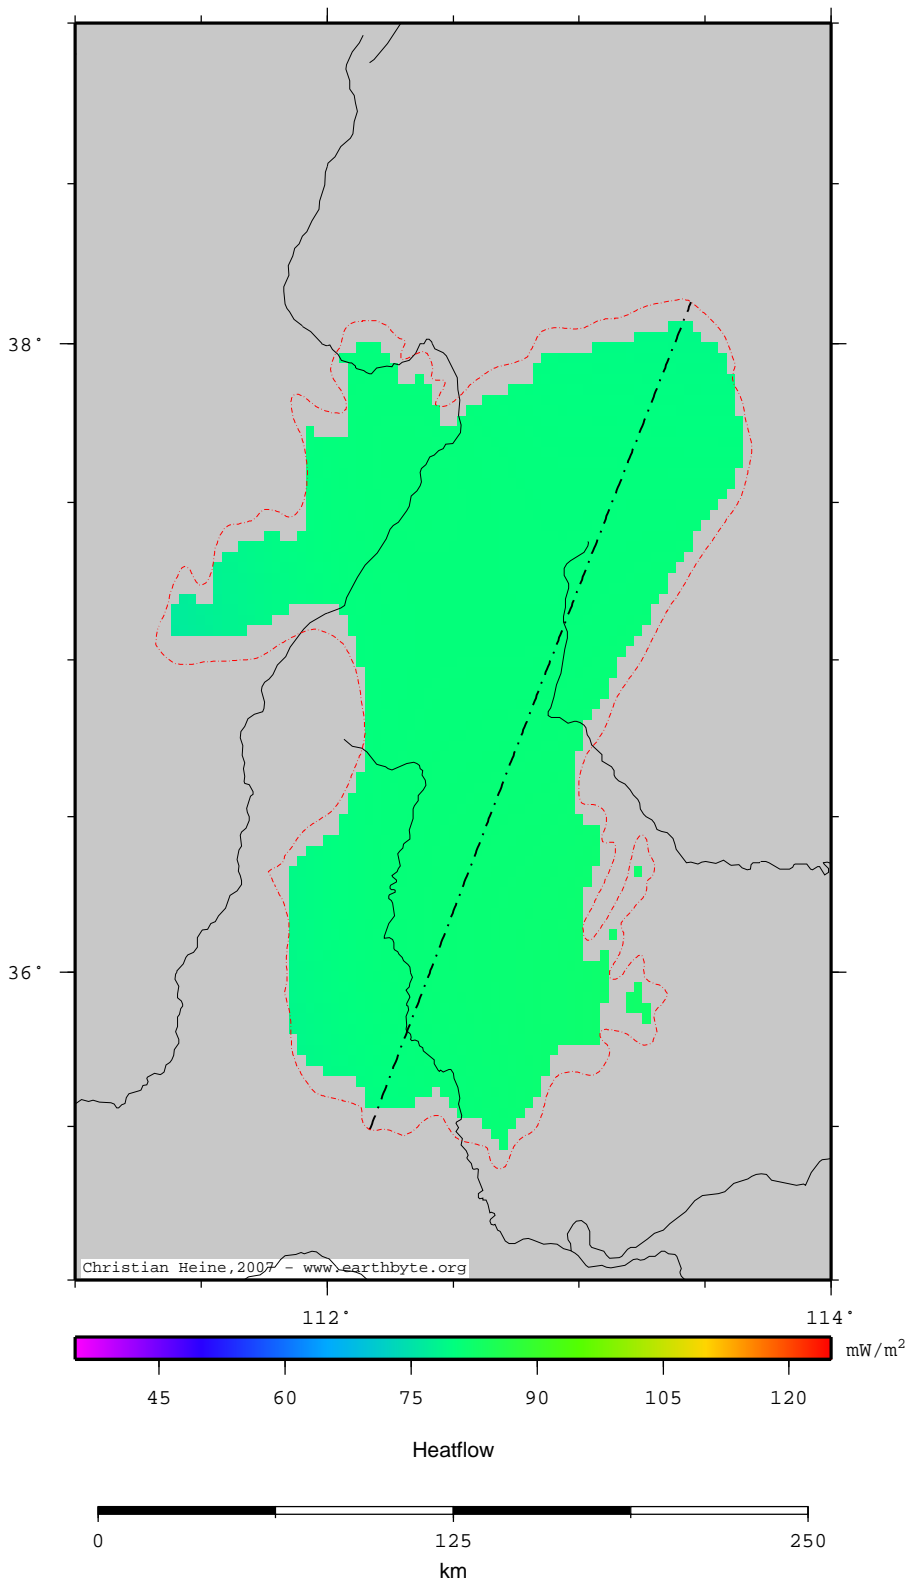 38°
36°
Christian Heine,2007 - www.earthbyte.org
112° 114°
mW/m²
45 60 75 90 105 120
Heatflow
0 125 250
km